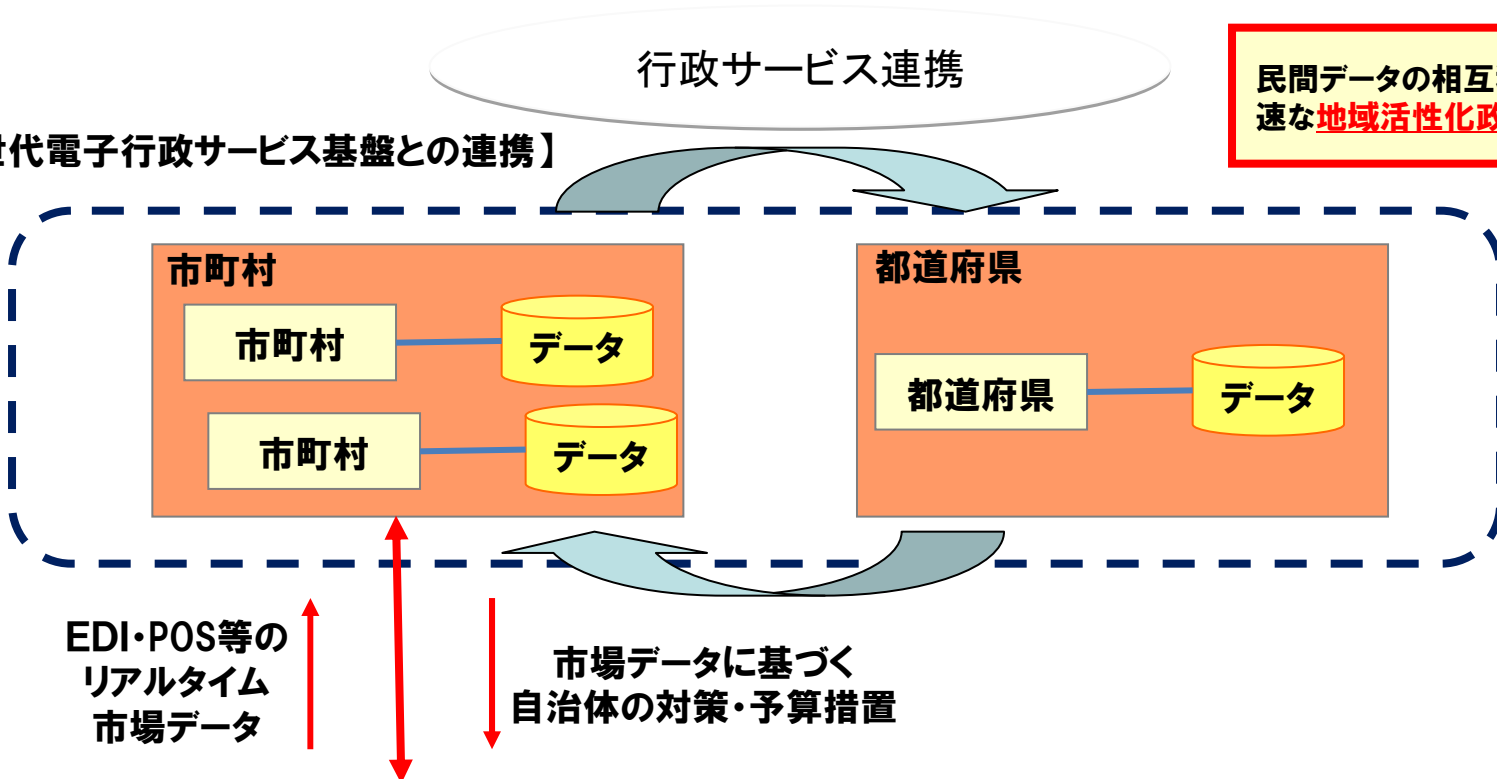 行政サービス連携
民間データの相互
速な地域活性化政
代電子行政サービス基盤との連携】
市町村
都道府県
市町村
データ
都道府県
データ
市町村
データ
EDI・POS等の
リアルタイム
市場データ
市場データに基づく
自治体の対策・予算措置